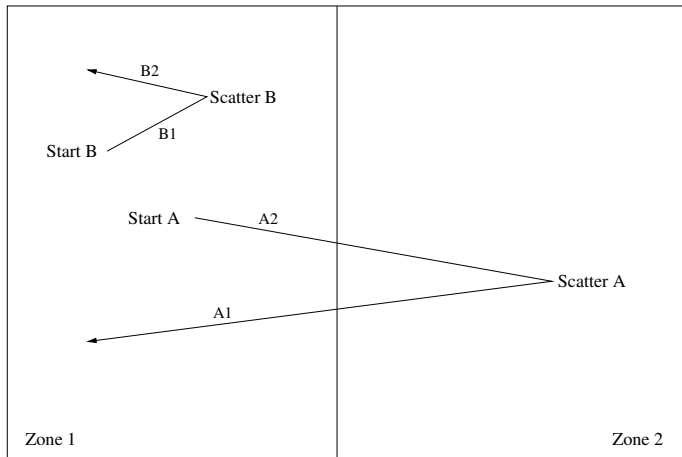 B2
Scatter B
B1
Start B
Start A
A2
Scatter A
A1
Zone 1
Zone 2